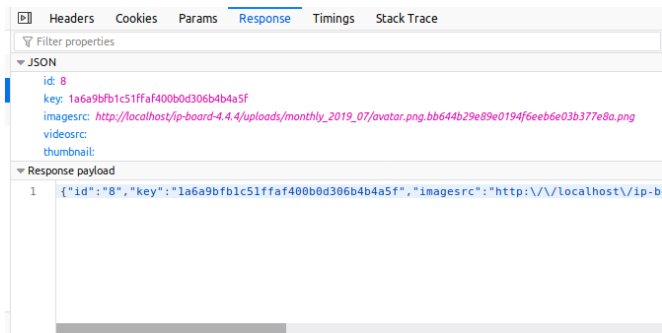 Headers Cookies Params Response Timings Stack Trace
Filter properties
JSON
id: 8
key: 1a6a9bfb1c51ffaf400b0d306b4b4a5f
imagesrc: http://localhost/ip-board-4.4.4/uploads/monthly_2019_07/avatar.png.bb644b29e89e0194f6eeb6e03b377e8a.png
videosrc:
thumbnail:
Response payload
1 {"id":"8","key":"1a6a9bfb1c51ffaf400b0d306b4b4a5f","imagesrc":"http:\/\/localhost\/ip-b